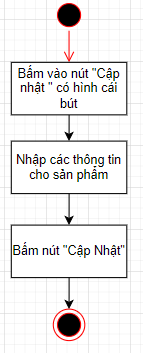 Bấm vào nút "Cập
nhật " có hình cái
bút
Nhập các thông tin
cho sản phẩm
Bấm nút "Cập Nhật"